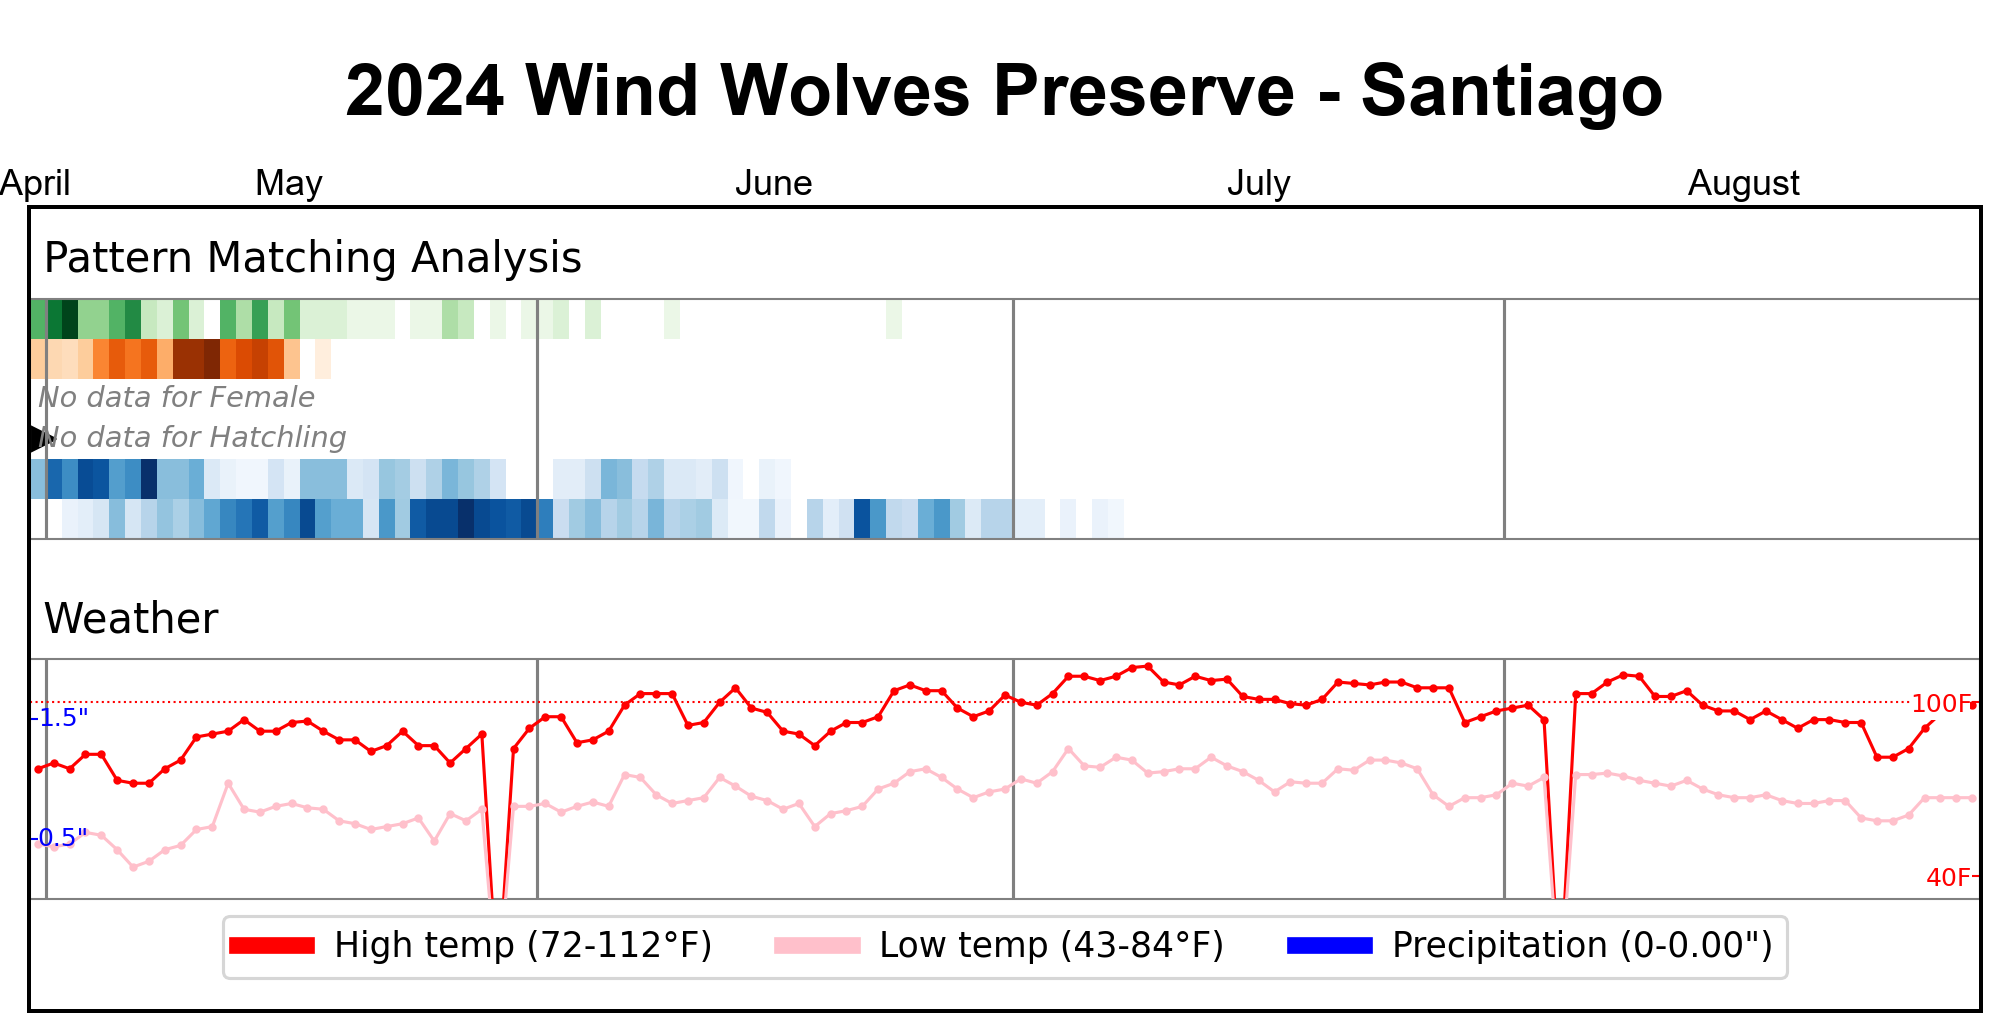 2024 Wind Wolves Preserve - Santiago
April May June July August
Pattern Matching Analysis
No data for Female
No data for Hatchling
Weather
1.5" 100F
0.5"
40F
High temp (72-112°F) Low temp (43-84°F) Precipitation (0-0.00")